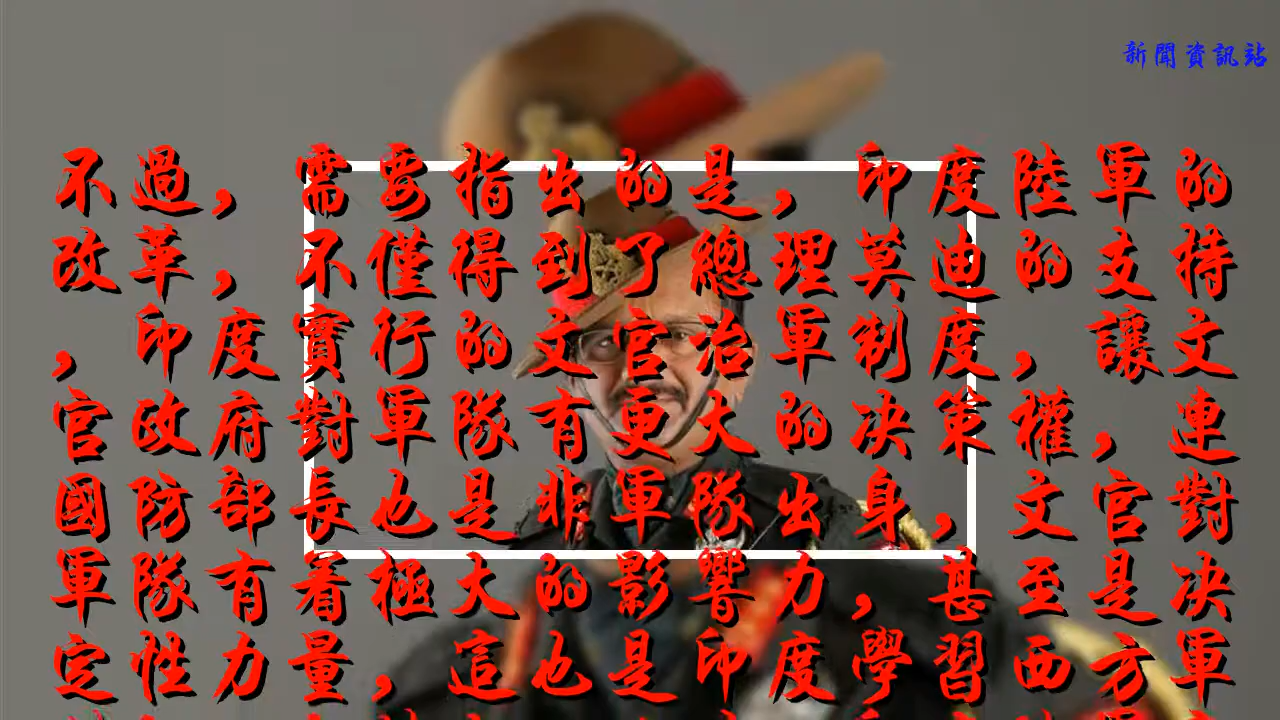 新聞資訊站
不過，需要指出的是，印度陸軍的
改革，不僅得到了總理莫迪的支持
，印度實行的文官治軍制度，讓文
官政府對軍隊有更大的决策權，連
國防部長也是非軍隊出身，文官對
軍隊有着極大的影響力，甚至是决
定性力量，這也是印度學習西方軍